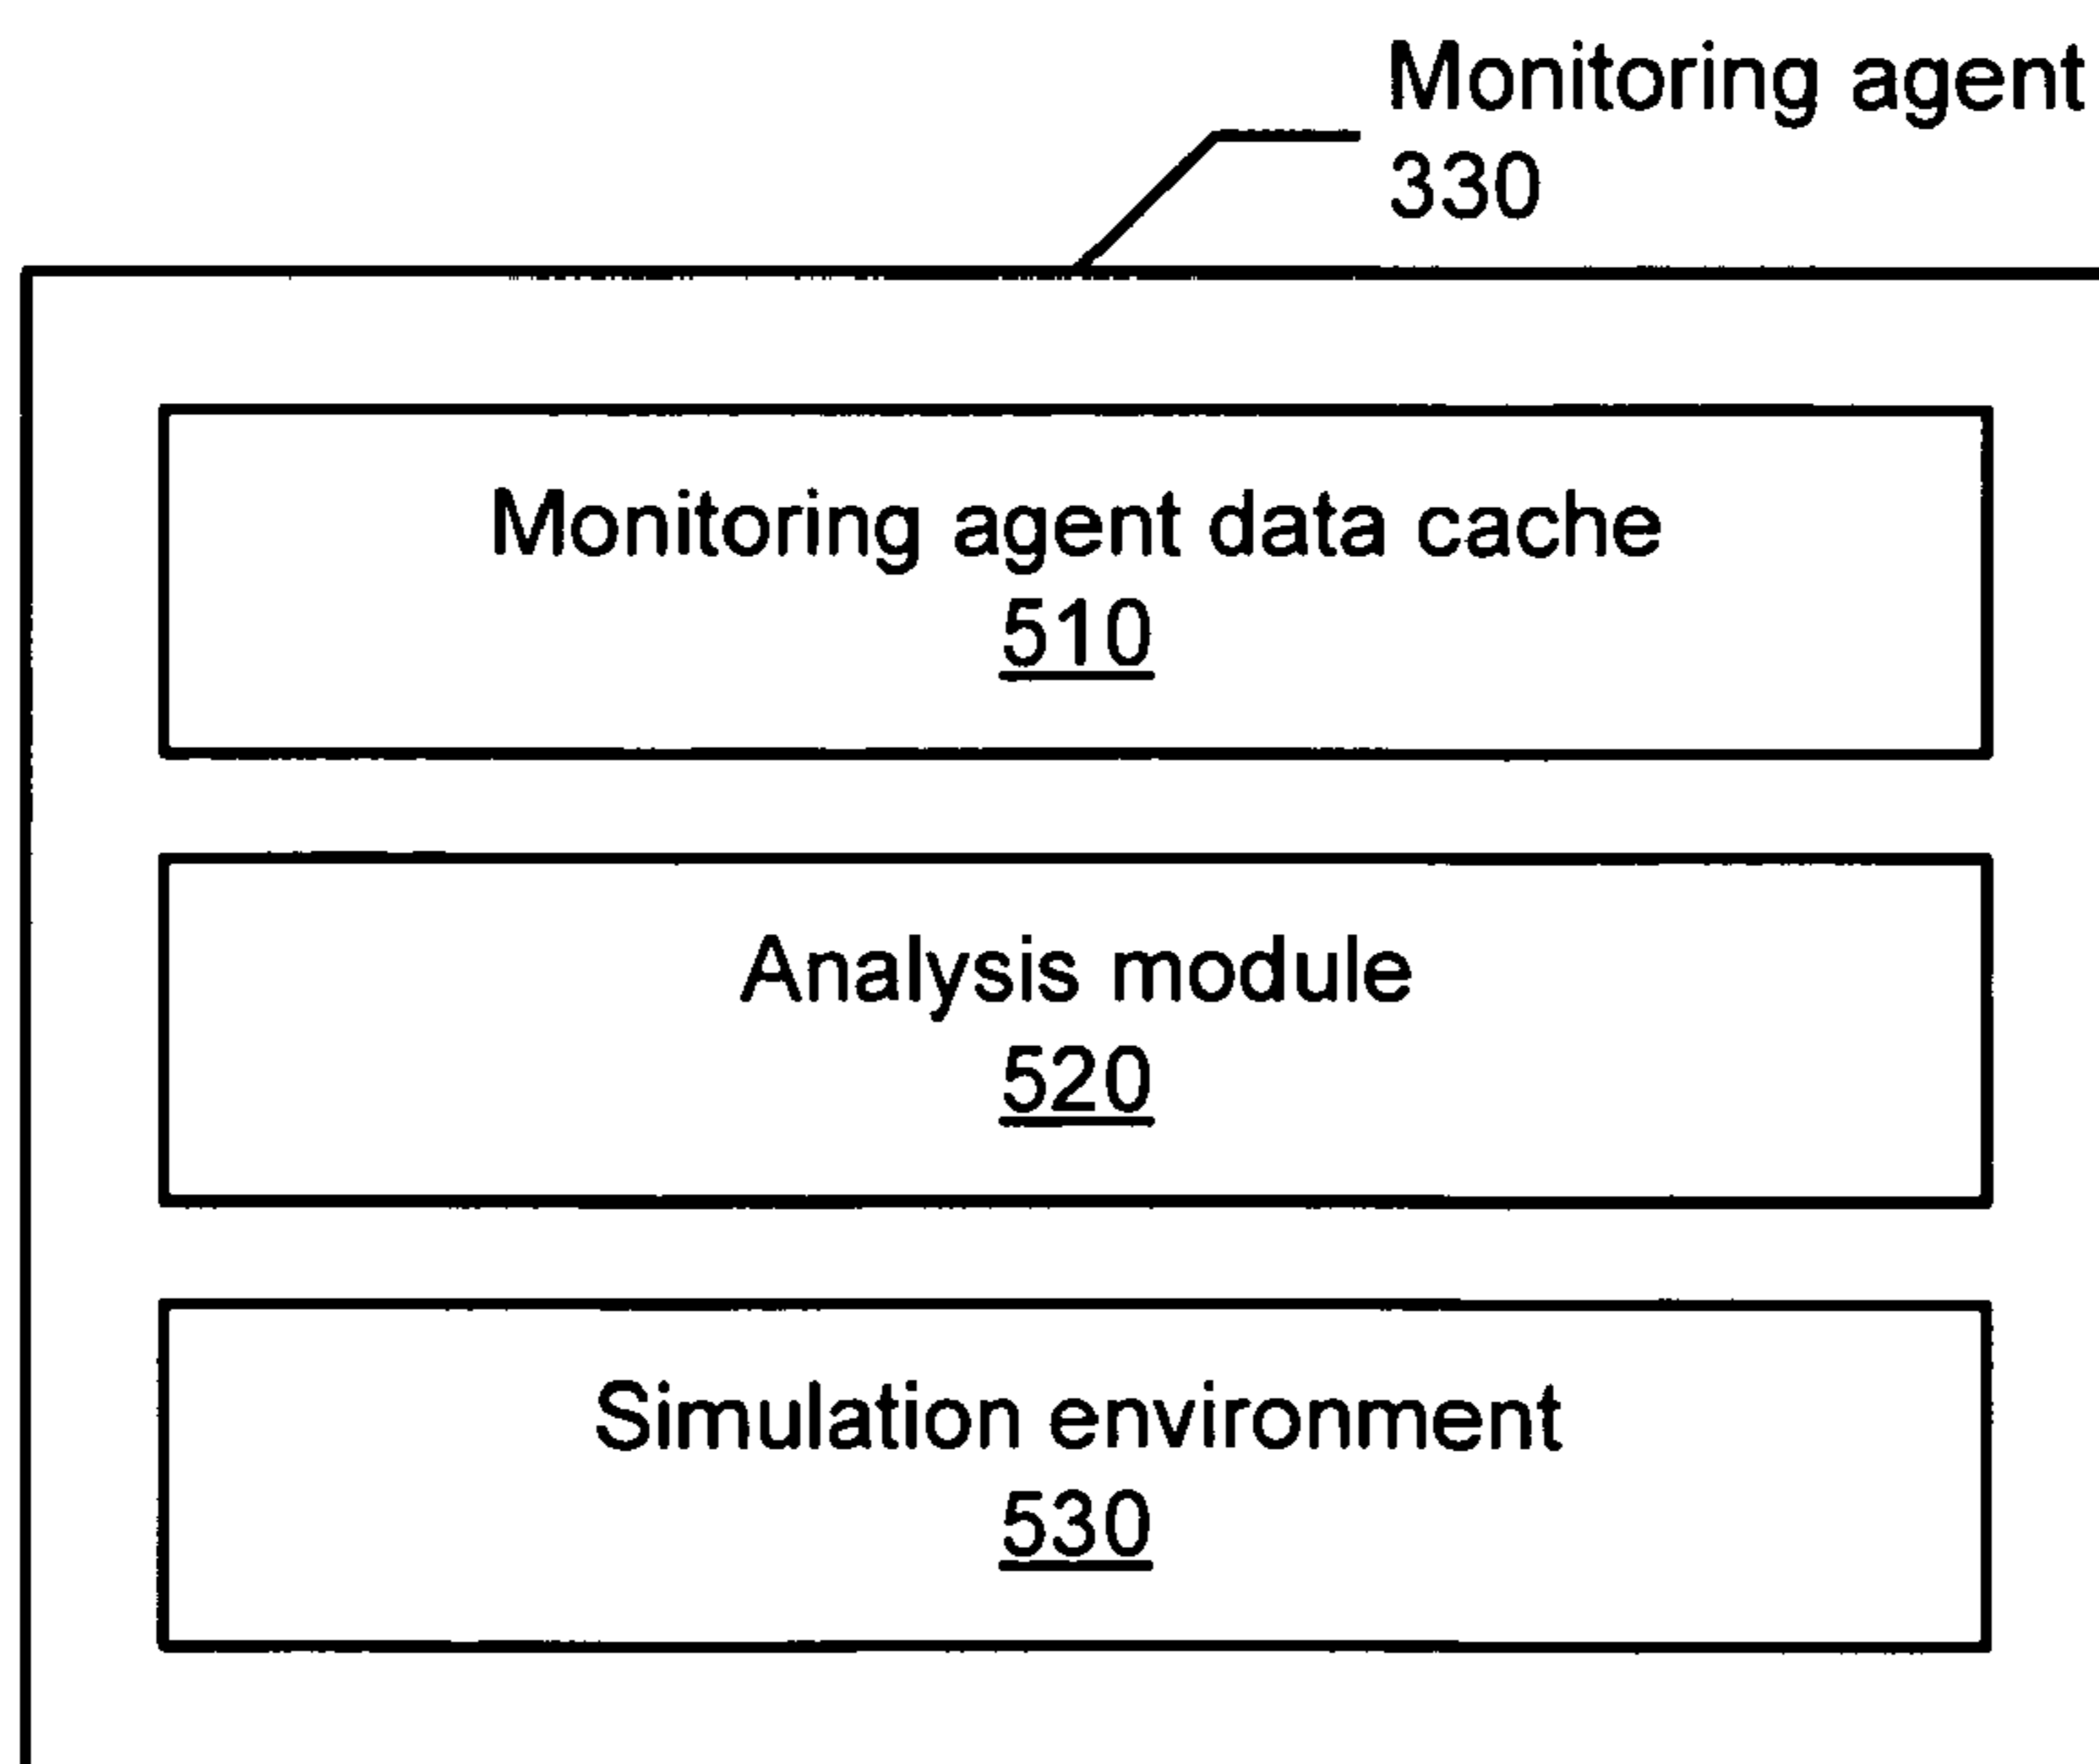 Monitoring agent
330
Monitoring agent data cache
510
Analysis module
520
Simulation environment
530